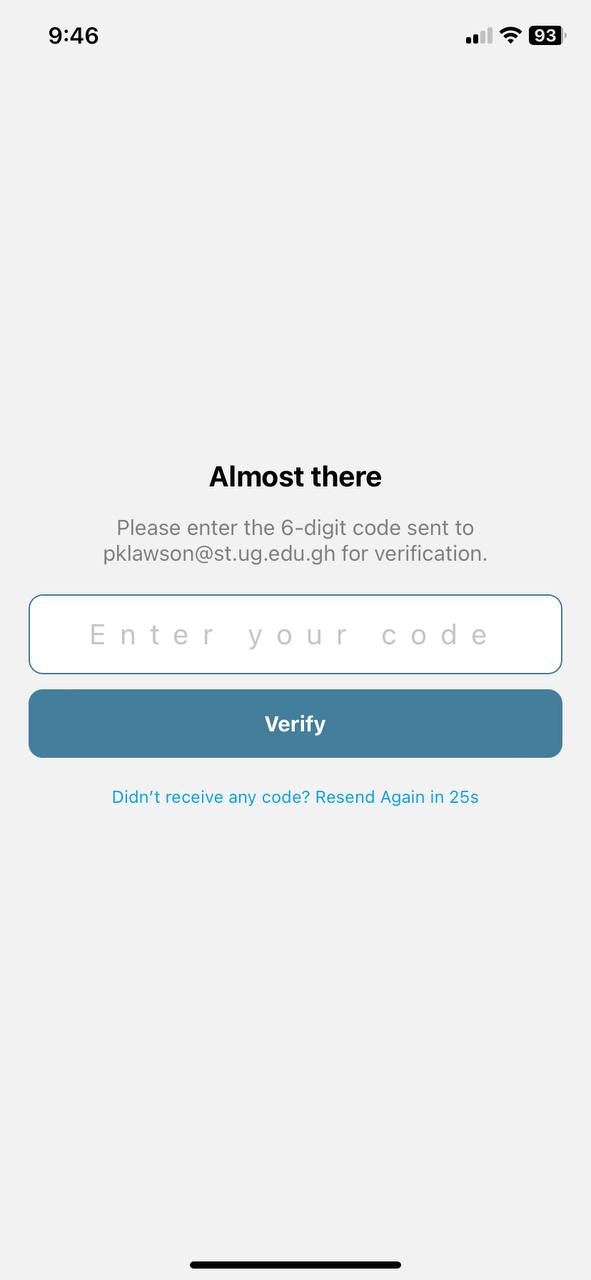 9:46
93
Almost there
Please enter the 6-digit code sent to
pklawson@st.ug.edu.gh for verification.
Enter your code
Verify
Didn’t receive any code? Resend Again in 25s